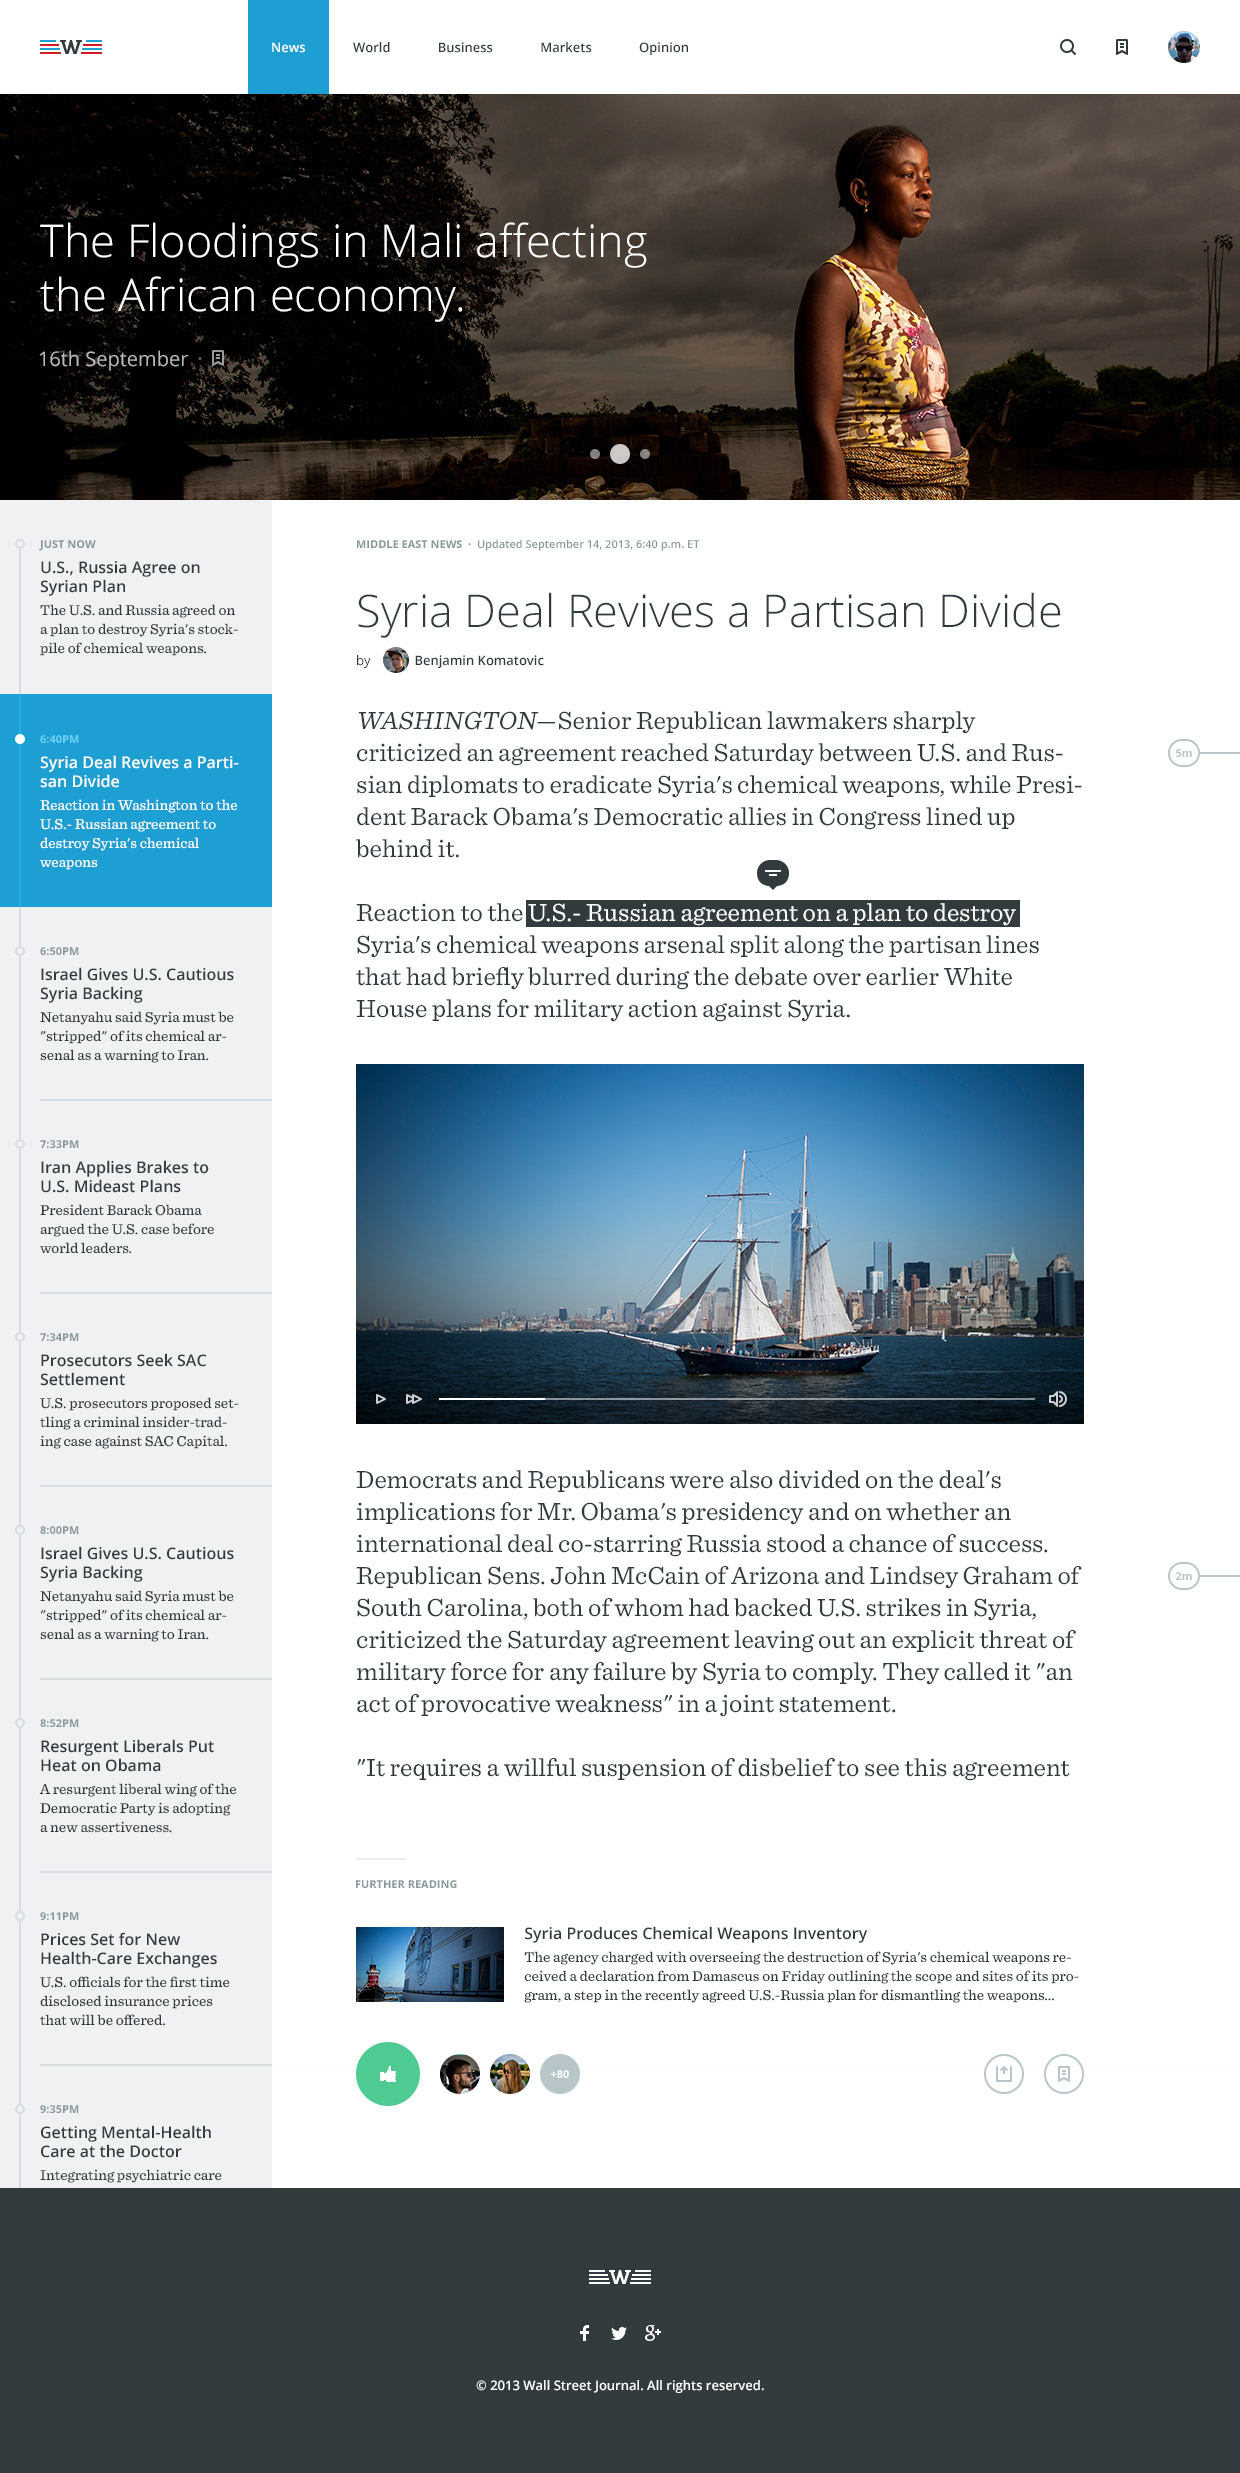 W
News
World
Business
Markets
Opinion
The Floodings in Mali affecting
the African economy.
16th September ·
JUST NOW
U.S., Russia Agree on
Syrian Plan
The U.S. and Russia agreed on
a plan to destroy Syria's stock-
pile of chemical weapons.
6:40PM
Syria Deal Revives a Parti-
san Divide
Reaction in Washington to the
U.S.- Russian agreement to
destroy Syria's chemical
weapons
6:50PM
Israel Gives U.S. Cautious
Syria Backing
Netanyahu said Syria must be
"stripped" of its chemical ar-
senal as a warning to Iran.
7:33PM
Iran Applies Brakes to
U.S. Mideast Plans
President Barack Obama
argued the U.S. case before
world leaders.
7:34PM
Prosecutors Seek SAC
Settlement
U.S. prosecutors proposed set-
tling a criminal insider-trad-
ing case against SAC Capital.
8:00PM
Israel Gives U.S. Cautious
Syria Backing
Netanyahu said Syria must be
"stripped" of its chemical ar-
senal as a warning to Iran.
8:52PM
Resurgent Liberals Put
Heat on Obama
A resurgent liberal wing of the
Democratic Party is adopting
a new assertiveness.
9:11PM
Prices Set for New
Health-Care Exchanges
U.S. officials for the first time
disclosed insurance prices
that will be offered.
9:35PM
Getting Mental-Health
Care at the Doctor
Integrating psychiatric care
MIDDLE EAST NEWS · Updated September 14, 2013, 6:40 p.m. ET
Syria Deal Revives a Partisan Divide
by Benjamin Komatovic
WASHINGTON—Senior Republican lawmakers sharply
criticized an agreement reached Saturday between U.S. and Rus-
sian diplomats to eradicate Syria's chemical weapons, while Presi-
dent Barack Obama's Democratic allies in Congress lined up
behind it.
5m
Reaction to the U.S.- Russian agreement on a plan to destroy
Syria's chemical weapons arsenal split along the partisan lines
that had briefly blurred during the debate over earlier White
House plans for military action against Syria.
Democrats and Republicans were also divided on the deal's
implications for Mr. Obama's presidency and on whether an
international deal co-starring Russia stood a chance of success.
Republican Sens. John McCain of Arizona and Lindsey Graham of
South Carolina, both of whom had backed U.S. strikes in Syria,
criticized the Saturday agreement leaving out an explicit threat of
military force for any failure by Syria to comply. They called it "an
act of provocative weakness" in a joint statement.
2m
"It requires a willful suspension of disbelief to see this agreement
FURTHER READING
Syria Produces Chemical Weapons Inventory
The agency charged with overseeing the destruction of Syria's chemical weapons re-
ceived a declaration from Damascus on Friday outlining the scope and sites of its pro-
gram, a step in the recently agreed U.S.-Russia plan for dismantling the weapons...
+80
W
© 2013 Wall Street Journal. All rights reserved.